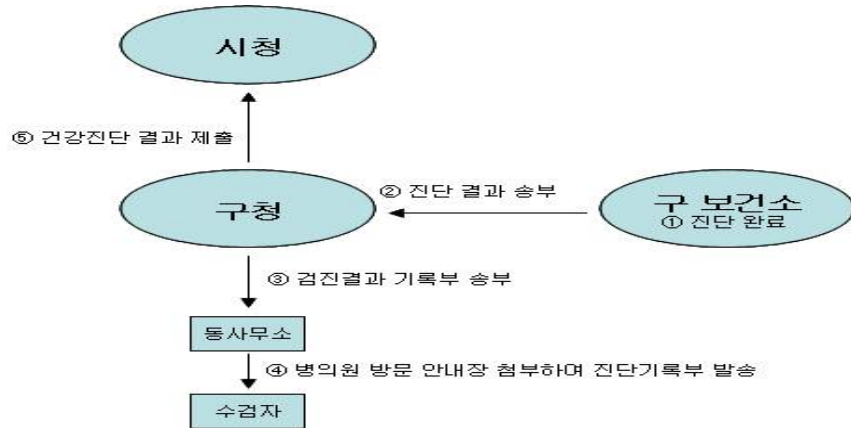 시청
⑤ 건강진단 결과 제출
구청
② 진단 결과 송부
구 보건소
① 진단 완료
③ 검진결과 기록부 송부
동사무소
④ 병의원 방문 안내장 첨부하며 진단기록부 발송
수검자